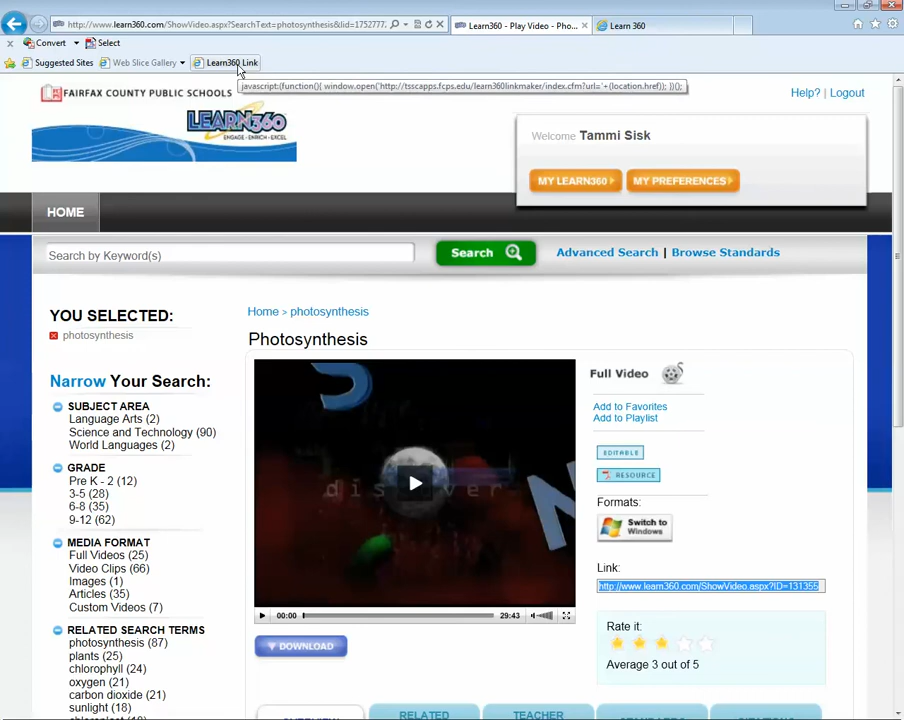 http://www.learn360.com/ShowVideo.aspx?SearchText=photosynthesis&lid=1752777.
Learn360 - Play Video - Pho...
Learn 360
Convert
Select
Suggested Sites
Web Slice Gallery
Learn360 Link
javascript:(function(){ window.open('http://tsscapps.fcps.edu/learn360linkmaker/index.cfm?url='+(location.href)); })();
FAIRFAX COUNTY PUBLIC SCHOOLS
LEARN360
ENGAGE · ENRICH · EXCEL
Help? | Logout
Welcome Tammi Sisk
MY LEARN360
MY PREFERENCES
HOME
Search by Keyword(s)
Search
Advanced Search | Browse Standards
YOU SELECTED:
photosynthesis
Narrow Your Search:
SUBJECT AREA
Language Arts (2)
Science and Technology (90)
World Languages (2)
GRADE
Pre K - 2 (12)
3-5 (28)
6-8 (35)
9-12 (62)
MEDIA FORMAT
Full Videos (25)
Video Clips (66)
Images (1)
Articles (35)
Custom Videos (7)
RELATED SEARCH TERMS
photosynthesis (87)
plants (25)
chlorophyll (24)
oxygen (21)
carbon dioxide (21)
sunlight (18)
Home > photosynthesis
Photosynthesis
S
discover
N
00:00
29:43
DOWNLOAD
Full Video
Add to Favorites
Add to Playlist
EDITABLE
RESOURCE
Formats:
Switch to
Windows
Link:
http://www.learn360.com/ShowVideo.aspx?ID=131355
Rate it:
Average 3 out of 5
RELATED
TEACHER